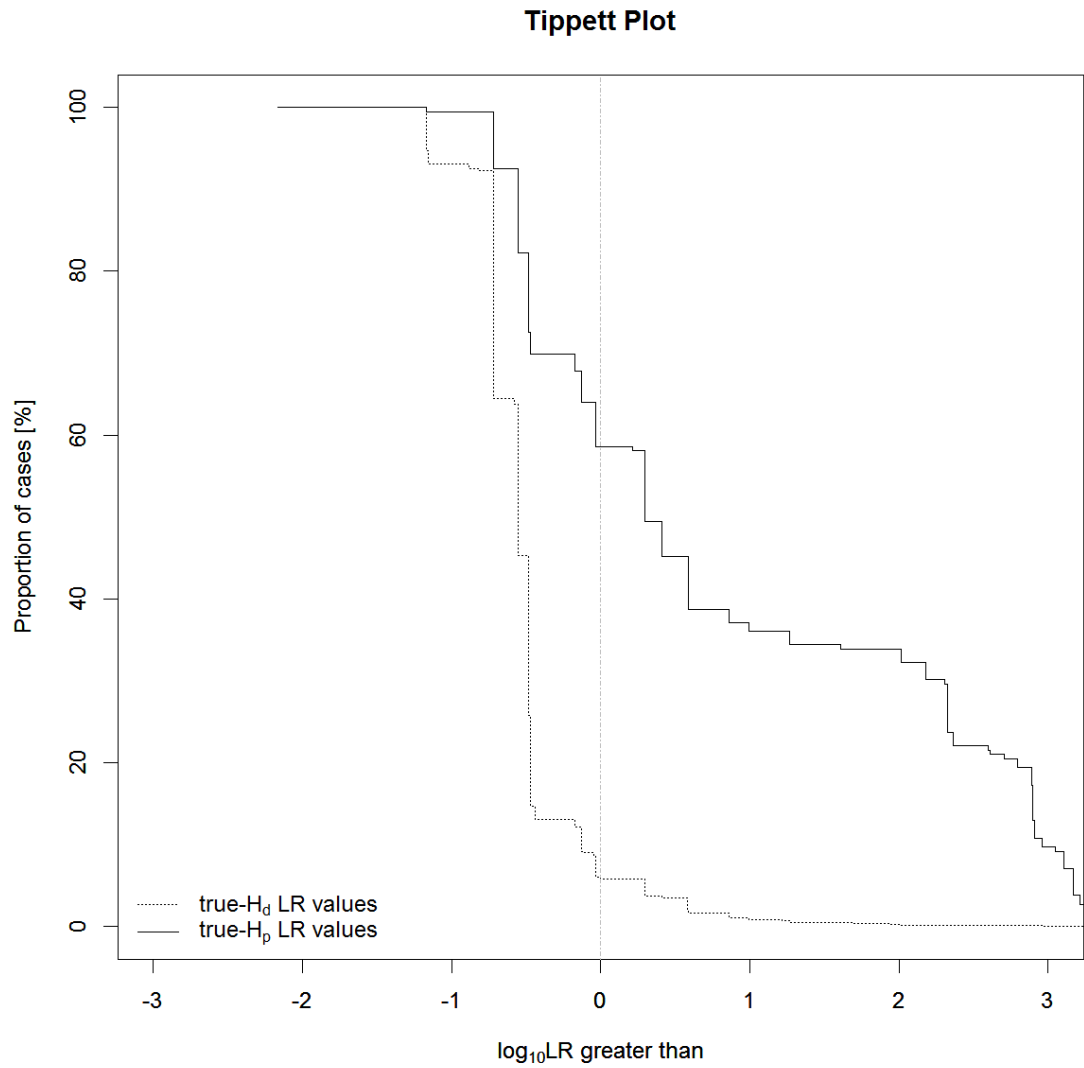 Tippett Plot
Proportion of cases [%]
100
80
60
40
20
0
true-Hd LR values
true-Hp LR values
-3 -2 -1 0 1 2 3
log10LR greater than